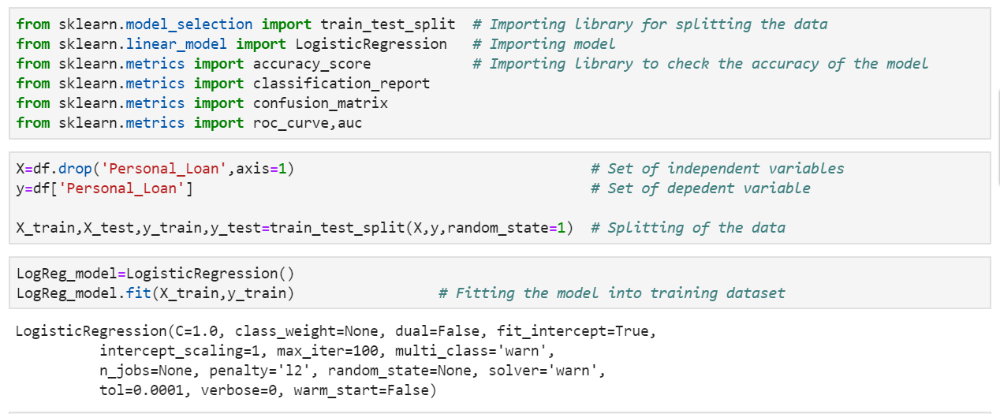 from sklearn.model_selection import train_test_split  # Importing library for splitting the data
from sklearn.linear_model import LogisticRegression   # Importing model
from sklearn.metrics import accuracy_score            # Importing library to check the accuracy of the model
from sklearn.metrics import classification_report
from sklearn.metrics import confusion_matrix
from sklearn.metrics import roc_curve,auc
X=df.drop('Personal_Loan',axis=1)                                   # Set of independent variables
y=df['Personal_Loan']                                               # Set of depedent variable
X_train,X_test,y_train,y_test=train_test_split(X,y,random_state=1)  # Splitting of the data
LogReg_model=LogisticRegression()
LogReg_model.fit(X_train,y_train)                 # Fitting the model into training dataset
LogisticRegression(C=1.0, class_weight=None, dual=False, fit_intercept=True,
          intercept_scaling=1, max_iter=100, multi_class='warn',
          n_jobs=None, penalty='l2', random_state=None, solver='warn',
          tol=0.0001, verbose=0, warm_start=False)